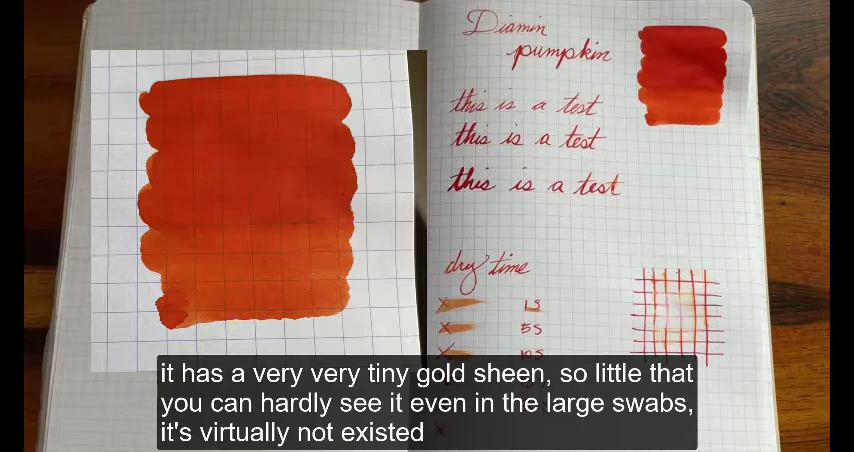 Diamin
pumpkin
this is a test
this is a test
this is a test
dry time
X 1S
X 5S
X 10S
X
it has a very very tiny gold sheen, so little that
you can hardly see it even in the large swabs,
it's virtually not existed